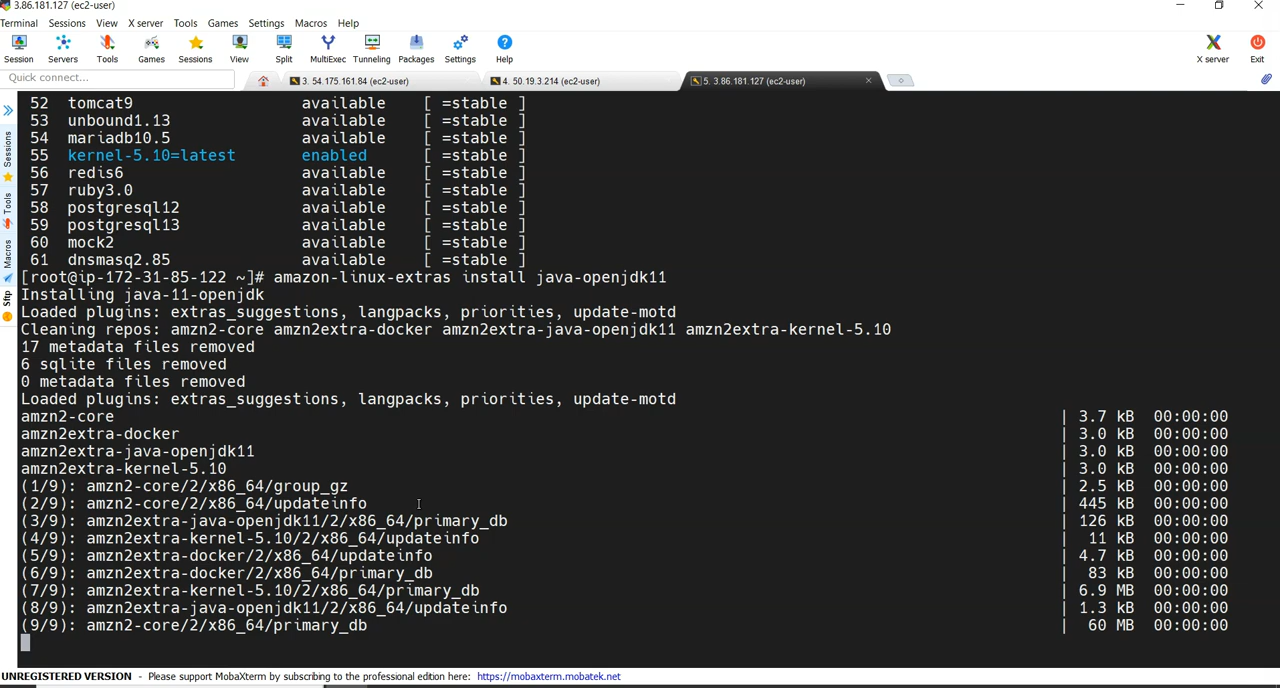 3.86.181.127 (ec2-user)
Terminal Sessions View X server Tools Games Settings Macros Help
Session Servers Tools Games Sessions View Split MultiExec Tunneling Packages Settings Help X server Exit
Quick connect... 3. 54.175.161.84 (ec2-user) 4. 50.19.3.214 (ec2-user) 5. 3.86.181.127 (ec2-user)
Sessions
Tools
Macros
Sftp
52 tomcat9 available [ =stable ]
53 unbound1.13 available [ =stable ]
54 mariadb10.5 available [ =stable ]
55 kernel-5.10=latest enabled [ =stable ]
56 redis6 available [ =stable ]
57 ruby3.0 available [ =stable ]
58 postgresql12 available [ =stable ]
59 postgresql13 available [ =stable ]
60 mock2 available [ =stable ]
61 dnsmasq2.85 available [ =stable ]
[root@ip-172-31-85-122 ~]# amazon-linux-extras install java-openjdk11
Installing java-11-openjdk
Loaded plugins: extras_suggestions, langpacks, priorities, update-motd
Cleaning repos: amzn2-core amzn2extra-docker amzn2extra-java-openjdk11 amzn2extra-kernel-5.10
17 metadata files removed
6 sqlite files removed
0 metadata files removed
Loaded plugins: extras_suggestions, langpacks, priorities, update-motd
amzn2-core | 3.7 kB 00:00:00
amzn2extra-docker | 3.0 kB 00:00:00
amzn2extra-java-openjdk11 | 3.0 kB 00:00:00
amzn2extra-kernel-5.10 | 3.0 kB 00:00:00
(1/9): amzn2-core/2/x86_64/group_gz | 2.5 kB 00:00:00
(2/9): amzn2-core/2/x86_64/updateinfo | 445 kB 00:00:00
(3/9): amzn2extra-java-openjdk11/2/x86_64/primary_db | 126 kB 00:00:00
(4/9): amzn2extra-kernel-5.10/2/x86_64/updateinfo | 11 kB 00:00:00
(5/9): amzn2extra-docker/2/x86_64/updateinfo | 4.7 kB 00:00:00
(6/9): amzn2extra-docker/2/x86_64/primary_db | 83 kB 00:00:00
(7/9): amzn2extra-kernel-5.10/2/x86_64/primary_db | 6.9 MB 00:00:00
(8/9): amzn2extra-java-openjdk11/2/x86_64/updateinfo | 1.3 kB 00:00:00
(9/9): amzn2-core/2/x86_64/primary_db | 60 MB 00:00:00
UNREGISTERED VERSION - Please support MobaXterm by subscribing to the professional edition here: https://mobaxterm.mobatek.net